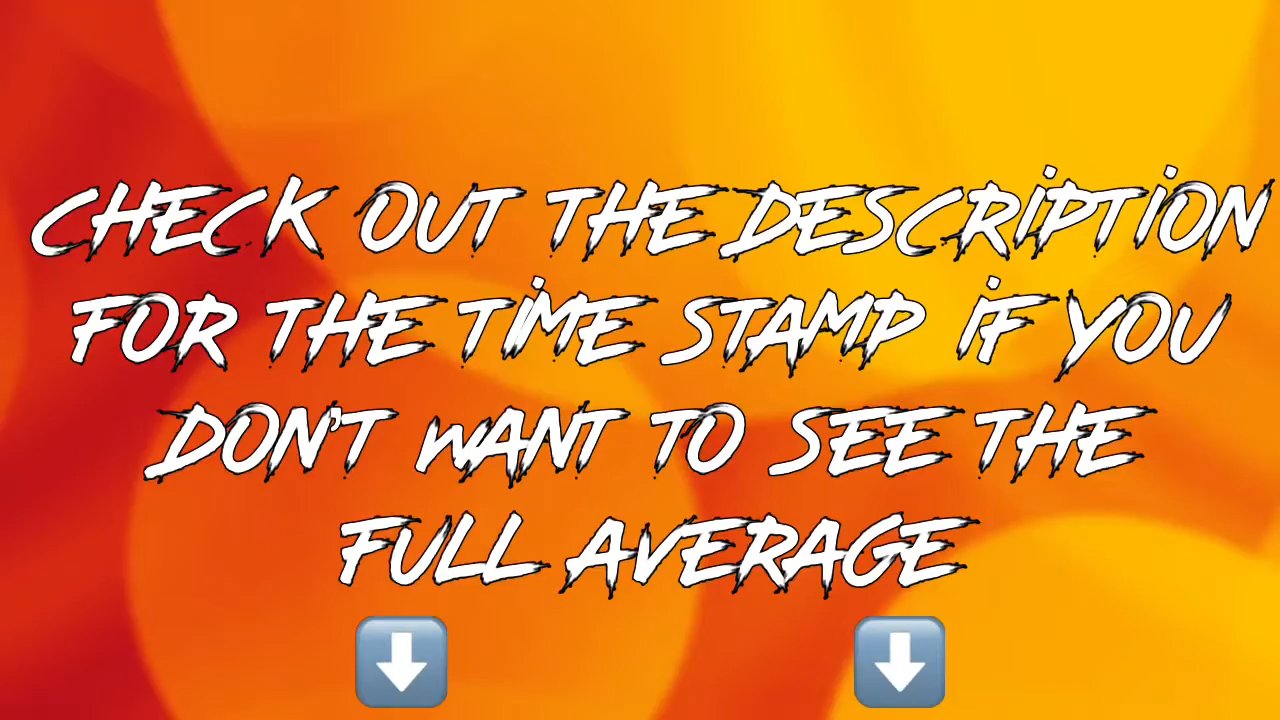 CHECK OUT THE DESCRIPTION
FOR THE TIME STAMP IF YOU
DON'T WANT TO SEE THE
FULL AVERAGE